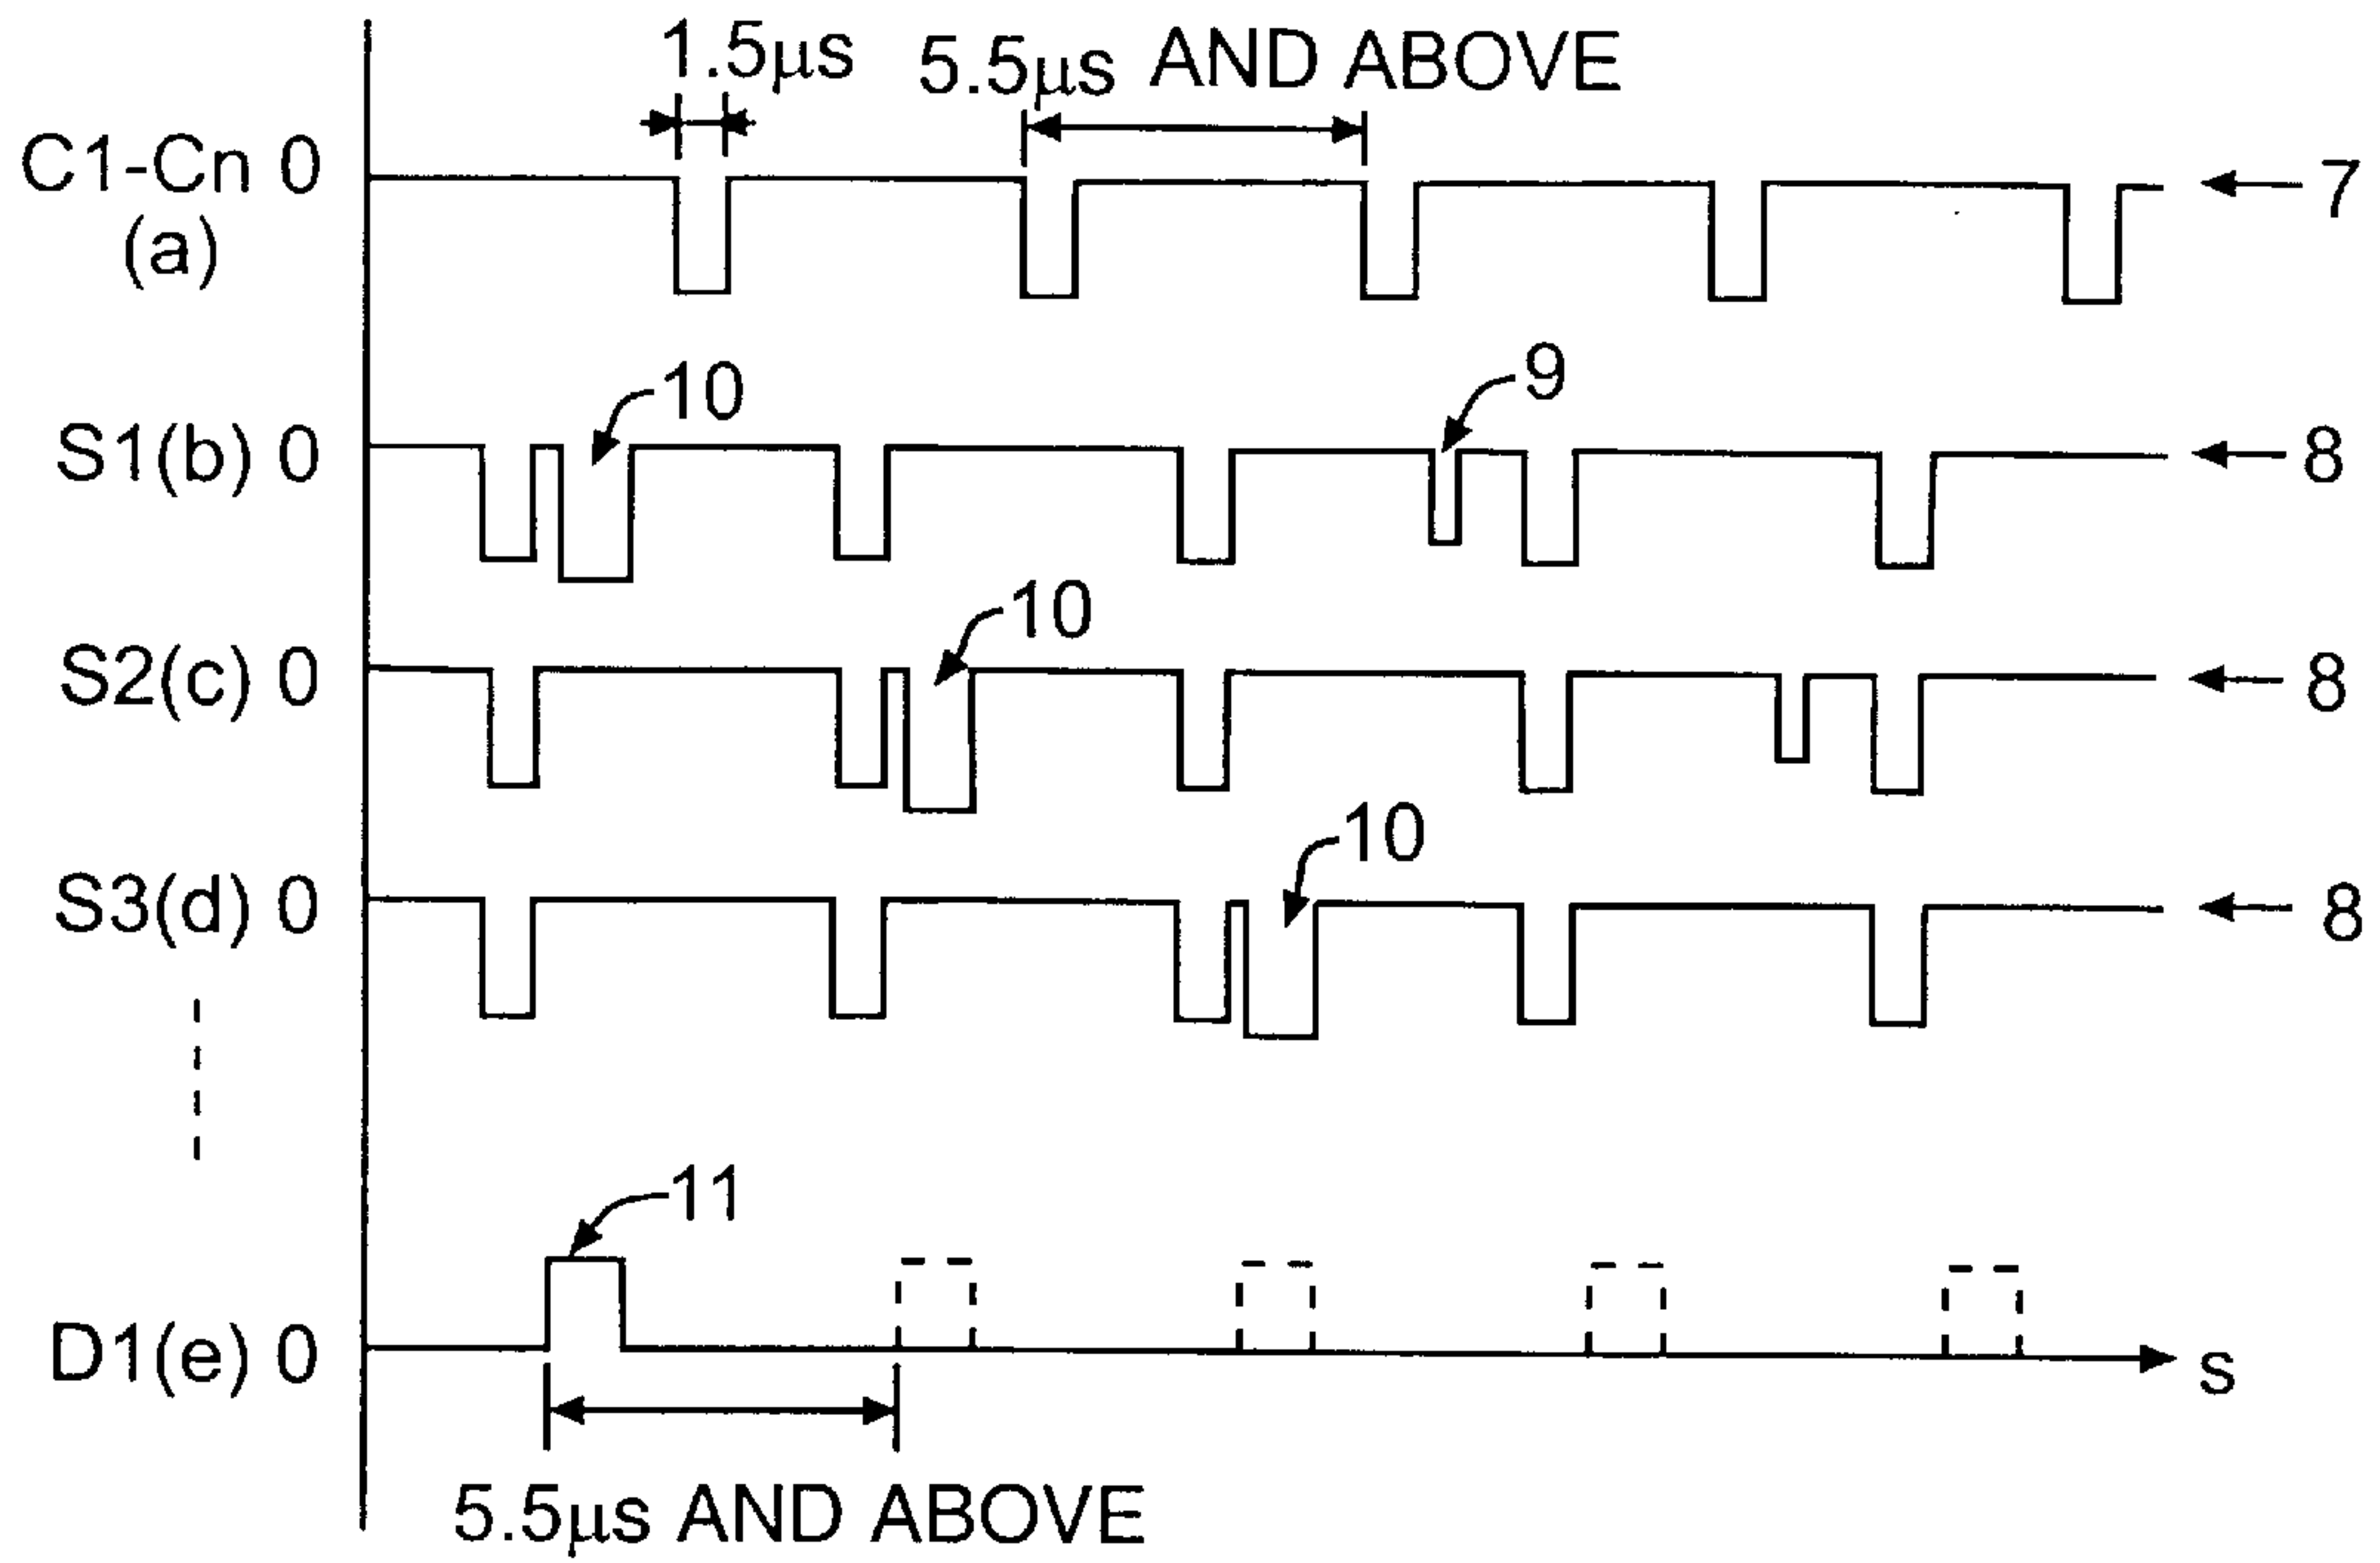 1.5µs
5.5µs AND ABOVE
C1-Cn 0
(a)
7
10
9
S1(b) 0
8
10
S2(c) 0
8
10
S3(d) 0
8
11
D1(e) 0
s
5.5µs AND ABOVE